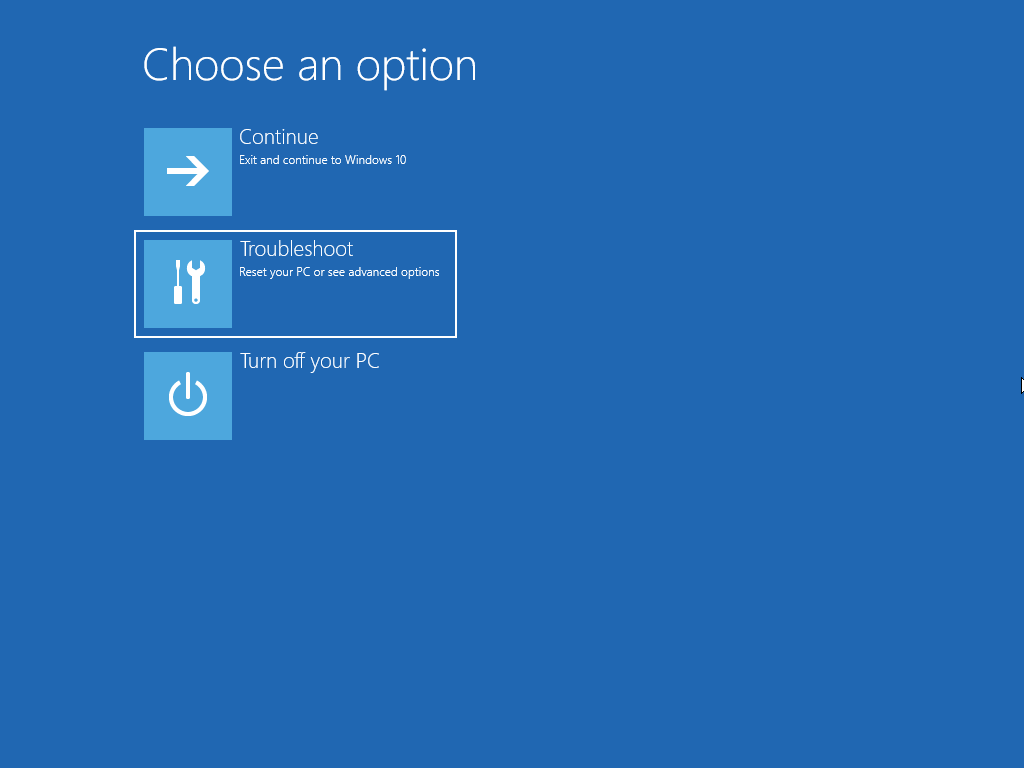 Choose an option
Continue
Exit and continue to Windows 10
Troubleshoot
Reset your PC or see advanced options
Turn off your PC